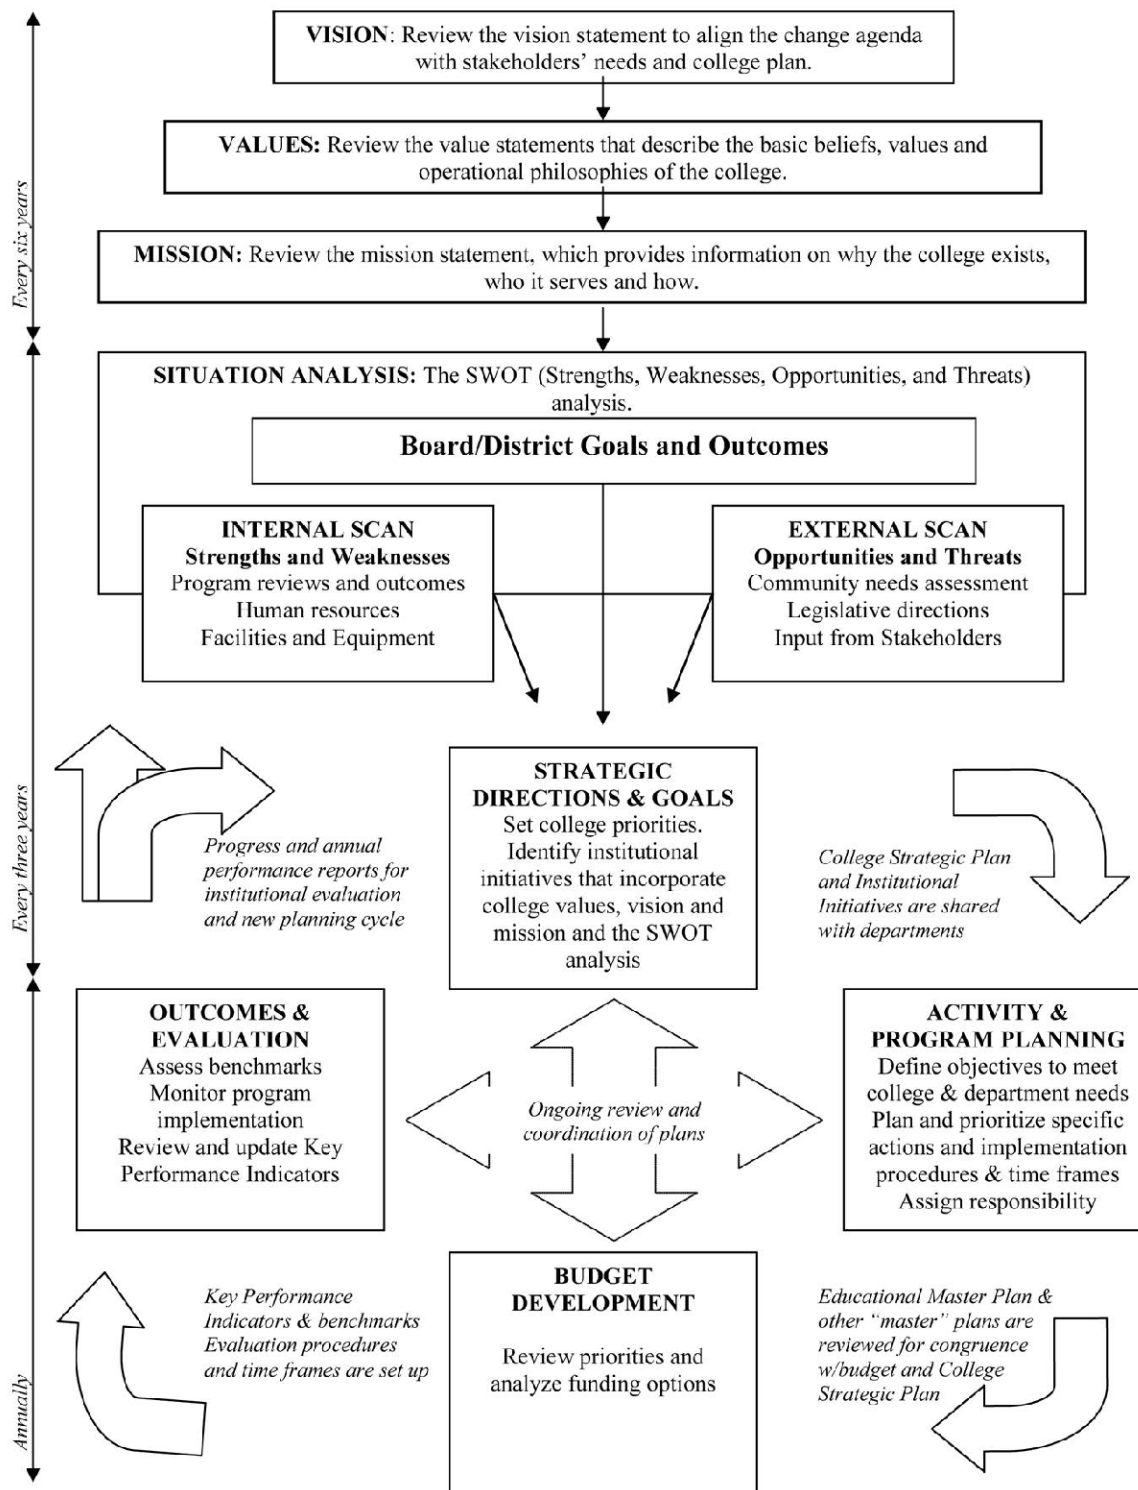 VISION: Review the vision statement to align the change agenda
with stakeholders’ needs and college plan.
VALUES: Review the value statements that describe the basic beliefs, values and
operational philosophies of the college.
Every six years
MISSION: Review the mission statement, which provides information on why the college exists,
who it serves and how.
SITUATION ANALYSIS: The SWOT (Strengths, Weaknesses, Opportunities, and Threats)
analysis.
Board/District Goals and Outcomes
INTERNAL SCAN
Strengths and Weaknesses
Program reviews and outcomes
Human resources
Facilities and Equipment
EXTERNAL SCAN
Opportunities and Threats
Community needs assessment
Legislative directions
Input from Stakeholders
Every three years
Progress and annual
performance reports for
institutional evaluation
and new planning cycle
STRATEGIC
DIRECTIONS & GOALS
Set college priorities.
Identify institutional
initiatives that incorporate
college values, vision and
mission and the SWOT
analysis
College Strategic Plan
and Institutional
Initiatives are shared
with departments
OUTCOMES &
EVALUATION
Assess benchmarks
Monitor program
implementation
Review and update Key
Performance Indicators
Ongoing review and
coordination of plans
ACTIVITY &
PROGRAM PLANNING
Define objectives to meet
college & department needs
Plan and prioritize specific
actions and implementation
procedures & time frames
Assign responsibility
Annually
Key Performance
Indicators & benchmarks
Evaluation procedures
and time frames are set up
BUDGET
DEVELOPMENT
Review priorities and
analyze funding options
Educational Master Plan &
other “master” plans are
reviewed for congruence
w/budget and College
Strategic Plan